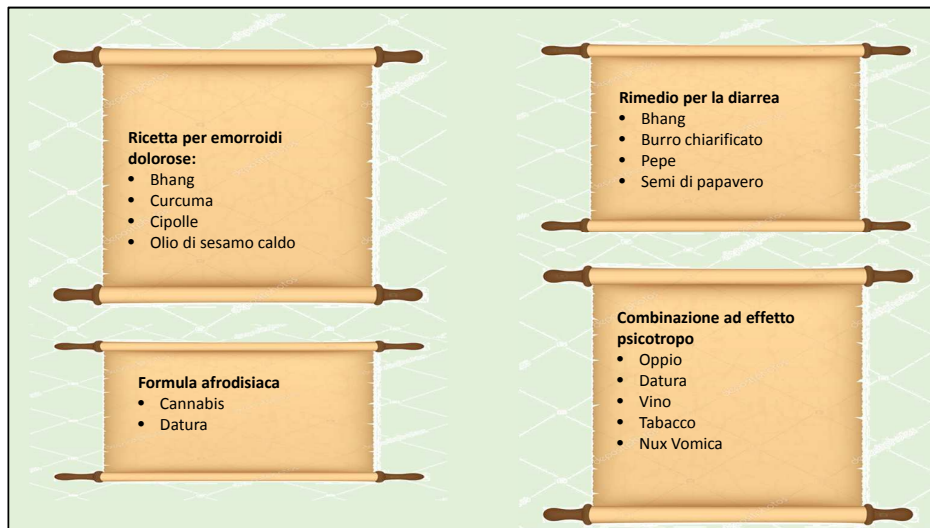 Ricetta per emorroidi
dolorose:
• Bhang
• Curcuma
• Cipolle
• Olio di sesamo caldo
Formula afrodisiaca
• Cannabis
• Datura
Rimedio per la diarrea
• Bhang
• Burro chiarificato
• Pepe
• Semi di papavero
Combinazione ad effetto
psicotropo
• Oppio
• Datura
• Vino
• Tabacco
• Nux Vomica